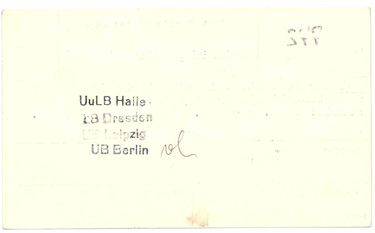 UuLB Halle
LB Dresden
UB Leipzig
UB Berlin